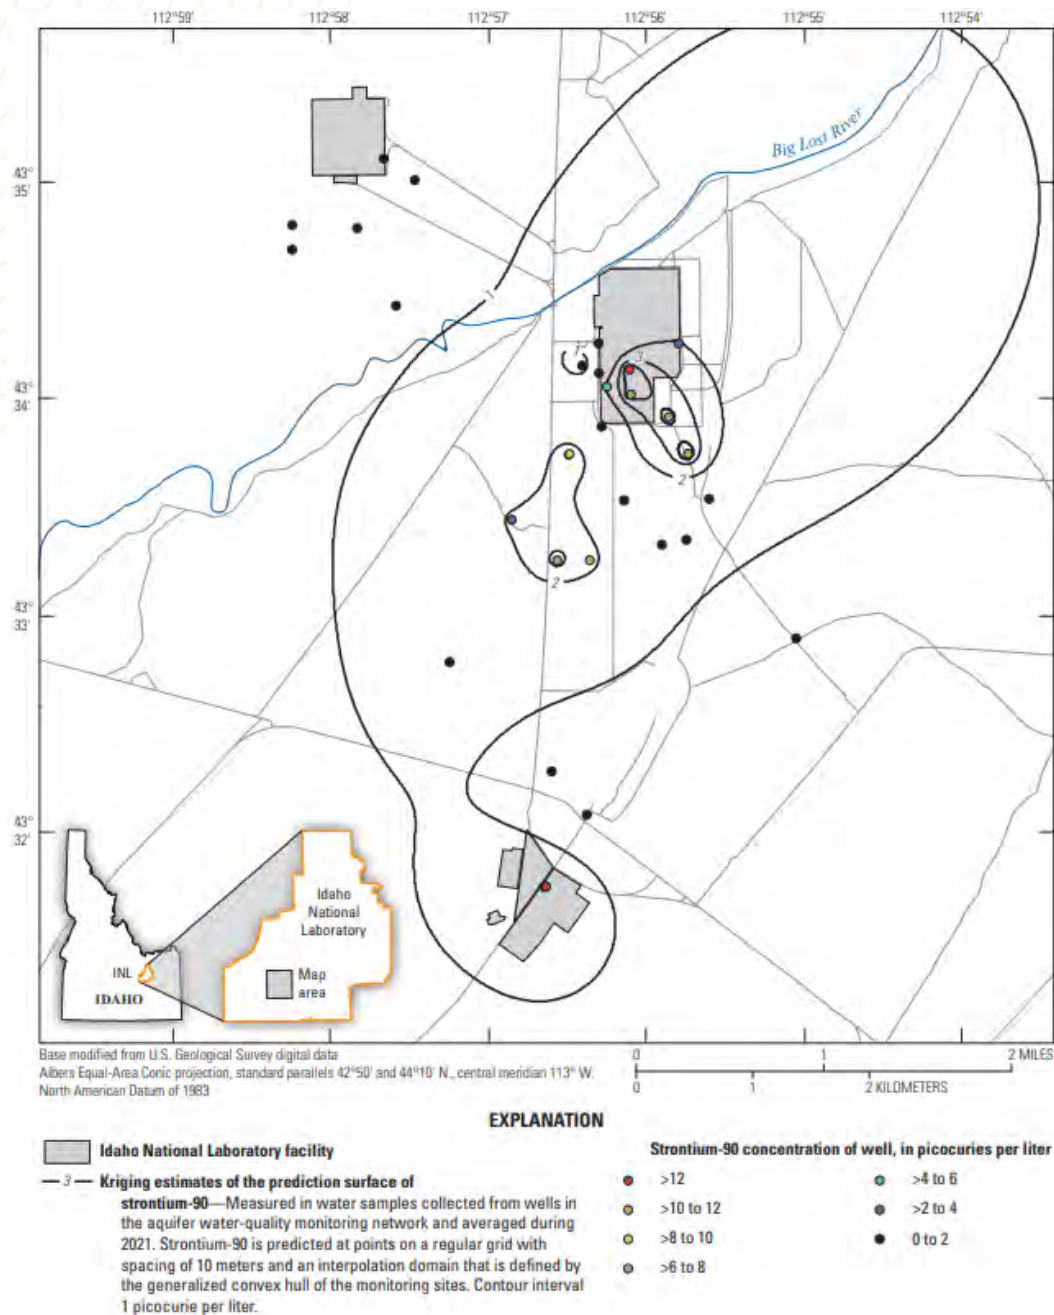 112°59' 112°58' 112°57' 112°56' 112°55' 112°54'
Big Lost River
43°
35'
1
43°
34'
1
3
2
2
43°
33'
43°
32'
Idaho
National
Laboratory
INL
Map
area
IDAHO
Base modified from U.S. Geological Survey digital data
Albers Equal-Area Conic projection, standard parallels 42°50' and 44°10' N., central meridian 113° W.
North American Datum of 1983
0 1 2 MILES
0 1 2 KILOMETERS
EXPLANATION
Idaho National Laboratory facility
3 Kriging estimates of the prediction surface of
strontium-90—Measured in water samples collected from wells in
the aquifer water-quality monitoring network and averaged during
2021. Strontium-90 is predicted at points on a regular grid with
spacing of 10 meters and an interpolation domain that is defined by
the generalized convex hull of the monitoring sites. Contour interval
1 picocurie per liter.
Strontium-90 concentration of well, in picocuries per liter
>12
>10 to 12
>8 to 10
>6 to 8
>4 to 6
>2 to 4
0 to 2